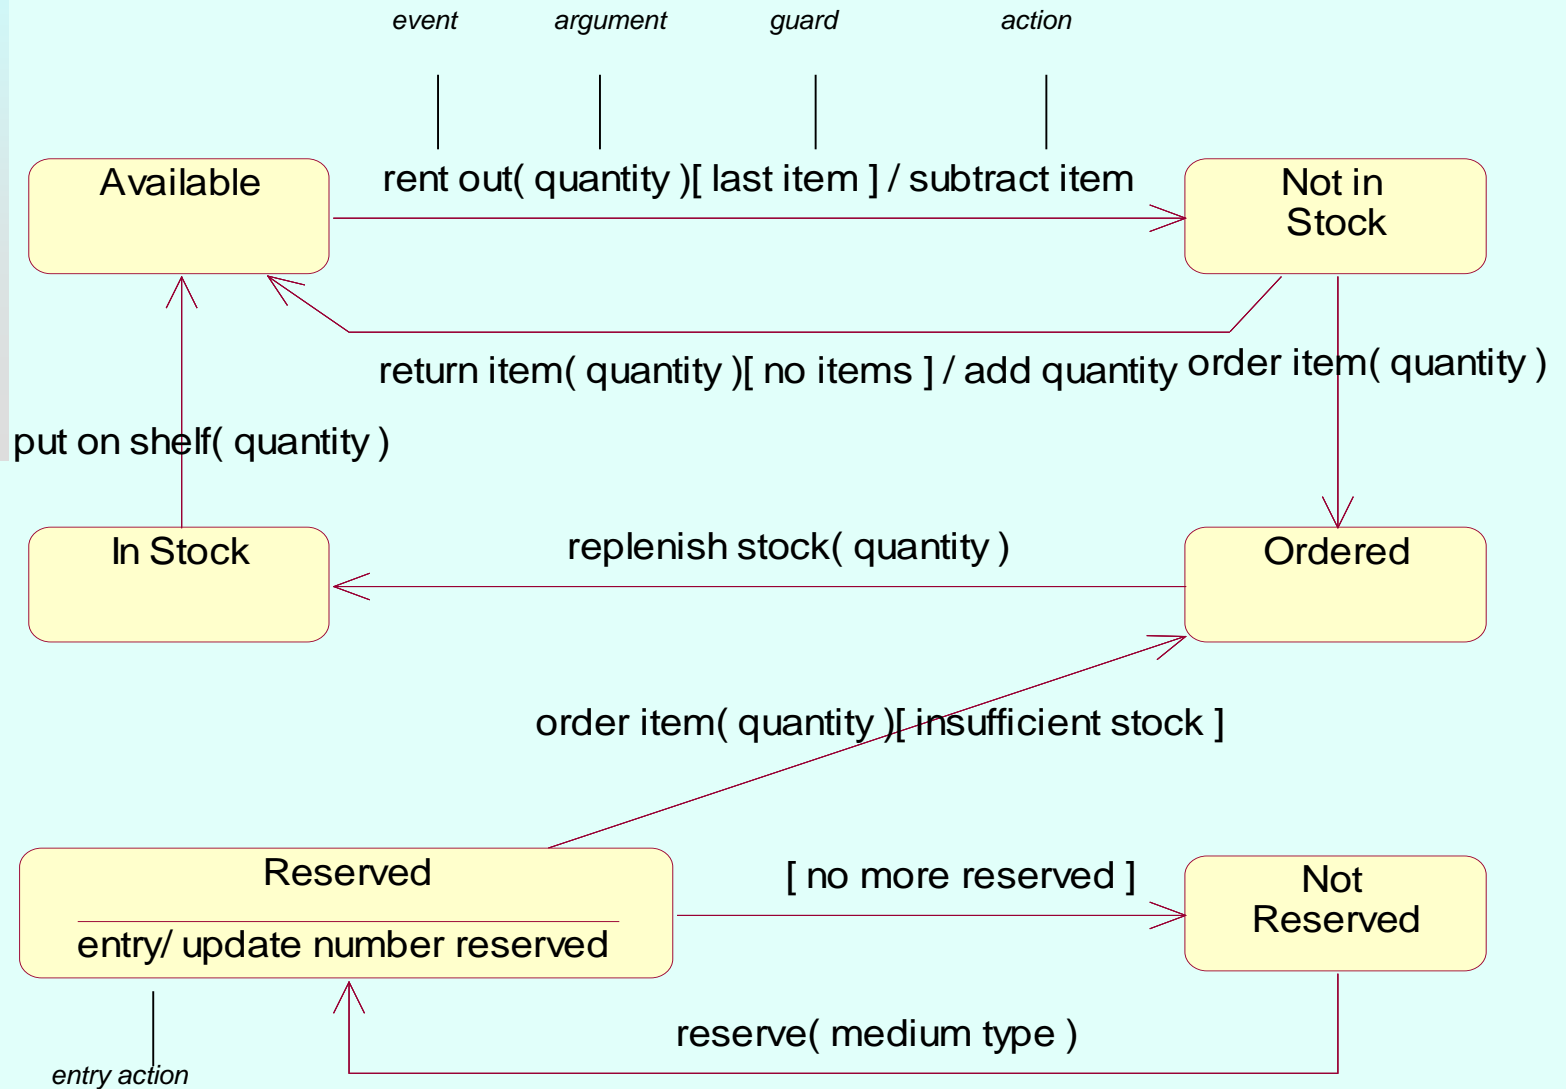 event argument guard action
Available
rent out( quantity )[ last item ] / subtract item
Not in
Stock
return item( quantity )[ no items ] / add quantity
order item( quantity )
put on shelf( quantity )
In Stock
replenish stock( quantity )
Ordered
order item( quantity )[ insufficient stock ]
Reserved
entry/ update number reserved
[ no more reserved ]
Not
Reserved
reserve( medium type )
entry action